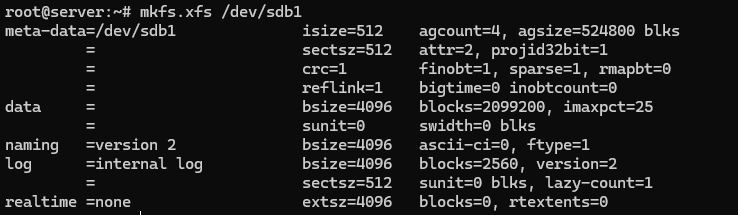 root@server:~# mkfs.xfs /dev/sdb1
meta-data=/dev/sdb1              isize=512    agcount=4, agsize=524800 blks
         =                       sectsz=512   attr=2, projid32bit=1
         =                       crc=1        finobt=1, sparse=1, rmapbt=0
         =                       reflink=1    bigtime=0 inobtcount=0
data     =                       bsize=4096   blocks=2099200, imaxpct=25
         =                       sunit=0      swidth=0 blks
naming   =version 2              bsize=4096   ascii-ci=0, ftype=1
log      =internal log           bsize=4096   blocks=2560, version=2
         =                       sectsz=512   sunit=0 blks, lazy-count=1
realtime =none                   extsz=4096   blocks=0, rtextents=0